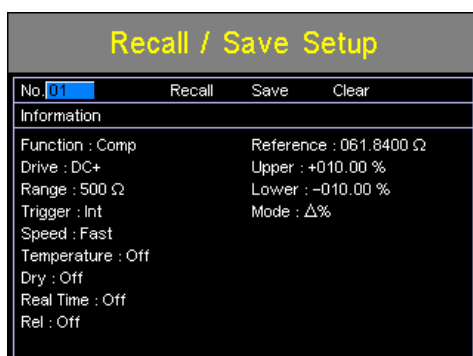 Recall / Save Setup
No. 01 Recall Save Clear
Information
Function : Comp
Drive : DC+
Range : 500 Ω
Trigger : Int
Speed : Fast
Temperature : Off
Dry : Off
Real Time : Off
Rel : Off
Reference : 061.8400 Ω
Upper : +010.00 %
Lower : −010.00 %
Mode : Δ%